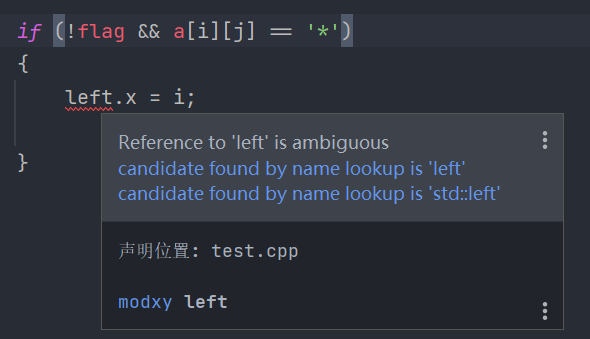 if (!flag && a[i][j] == '*')
{
left.x = i;
}
Reference to 'left' is ambiguous
candidate found by name lookup is 'left'
candidate found by name lookup is 'std::left'
声明位置: test.cpp
modxy left